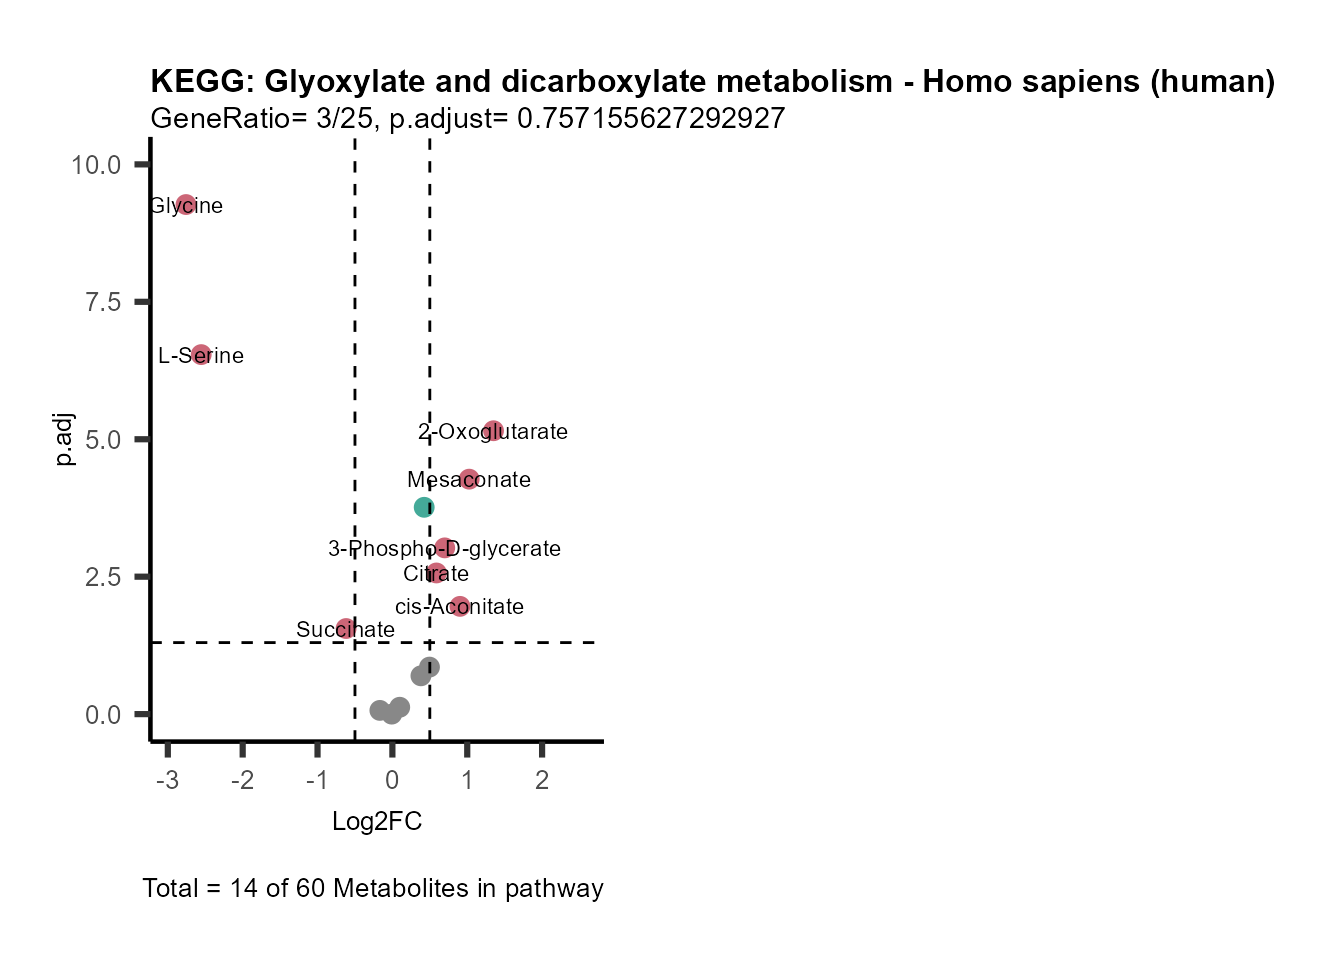 KEGG: Glyoxylate and dicarboxylate metabolism - Homo sapiens (human)
GeneRatio= 3/25, p.adjust= 0.757155627292927
10.0
Glycine
7.5
L-Serine
p.adj
5.0
2-Oxoglutarate
Mesaconate
3-Phospho-D-glycerate
2.5
Citrate
cis-Aconitate
Succinate
0.0
-3 -2 -1 0 1 2
Log2FC
Total = 14 of 60 Metabolites in pathway